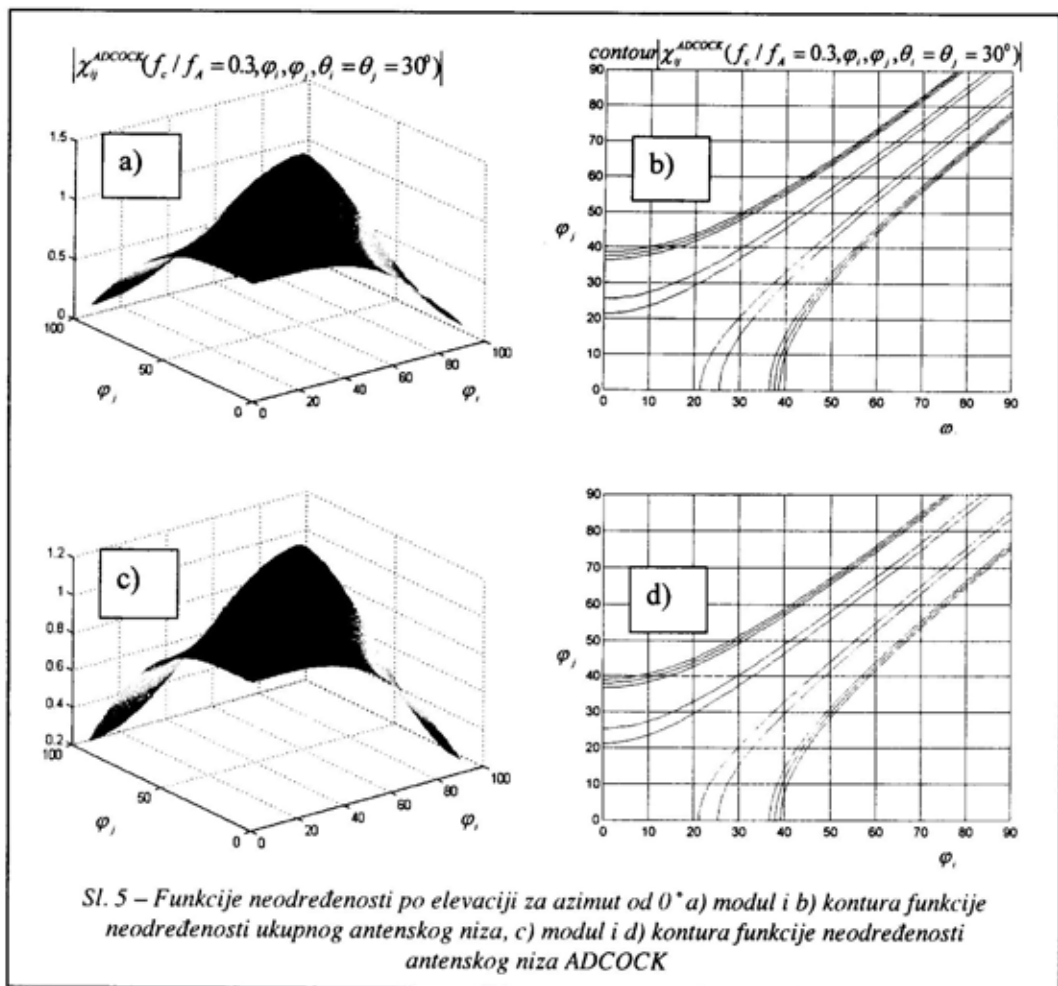 |χ_ij^ADCOCK(f_c / f_A = 0.3, φ_i, φ_j, θ_i = θ_j = 30⁰)|
contour|χ_ij^ADCOCK(f_c / f_A = 0.3, φ_i, φ_j, θ_i = θ_j = 30⁰)|
a)
1.5
1
0.5
0
100
50
0
0
20
40
60
80
100
φ_j
φ_i
b)
90
80
70
60
50
40
30
20
10
0
φ_j
0 10 20 30 40 50 60 70 80 90
c)
1.2
1
0.8
0.6
0.4
0.2
100
50
0
0
20
40
60
80
100
φ_j
φ_i
d)
90
80
70
60
50
40
30
20
10
0
φ_j
0 10 20 30 40 50 60 70 80 90
φ_i
Sl. 5 – Funkcije neodređenosti po elevaciji za azimut od 0° a) modul i b) kontura funkcije
neodređenosti ukupnog antenskog niza, c) modul i d) kontura funkcije neodređenosti
antenskog niza ADCOCK